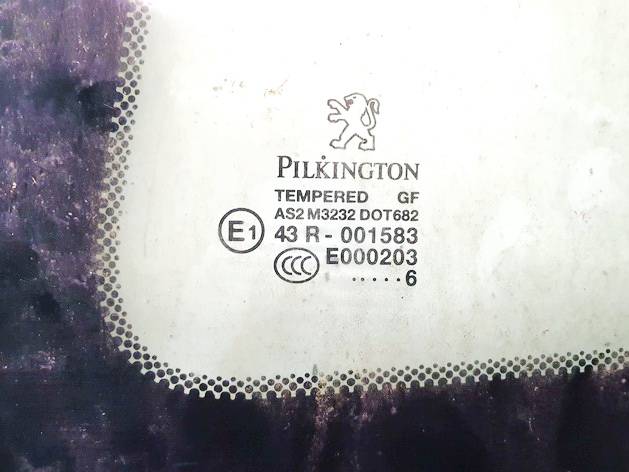 PILKINGTON
TEMPERED GF
AS2 M3232 DOT682
E1 43 R - 001583
CCC E000203
.....6